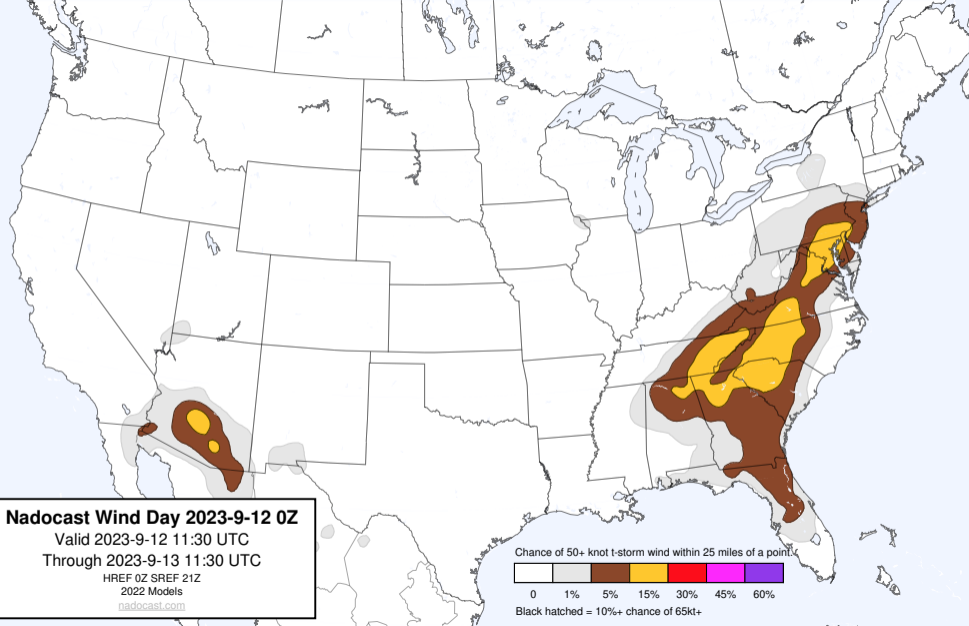 Nadocast Wind Day 2023-9-12 0Z
Valid 2023-9-12 11:30 UTC
Through 2023-9-13 11:30 UTC
HREF 0Z SREF 21Z
2022 Models
nadocast.com
Chance of 50+ knot t-storm wind within 25 miles of a point.
0 1% 5% 15% 30% 45% 60%
Black hatched = 10%+ chance of 65kt+